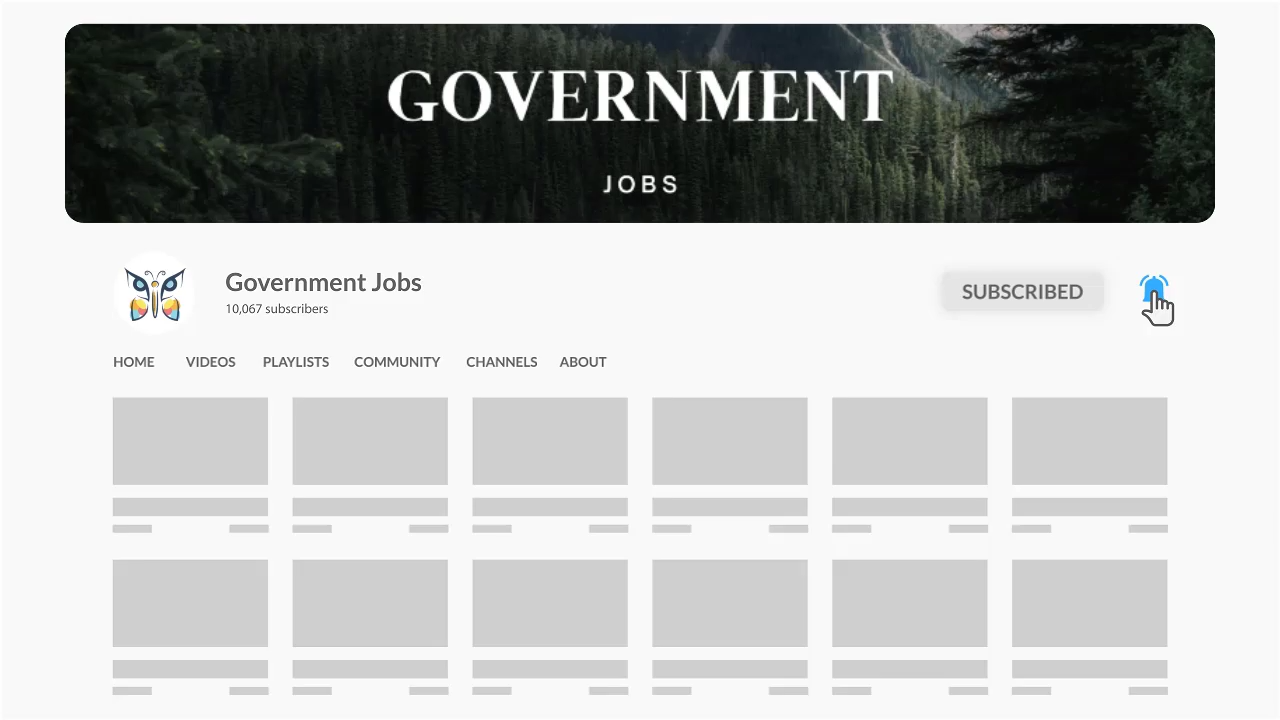 GOVERNMENT
JOBS
Government Jobs
10,067 subscribers
SUBSCRIBED
HOME VIDEOS PLAYLISTS COMMUNITY CHANNELS ABOUT